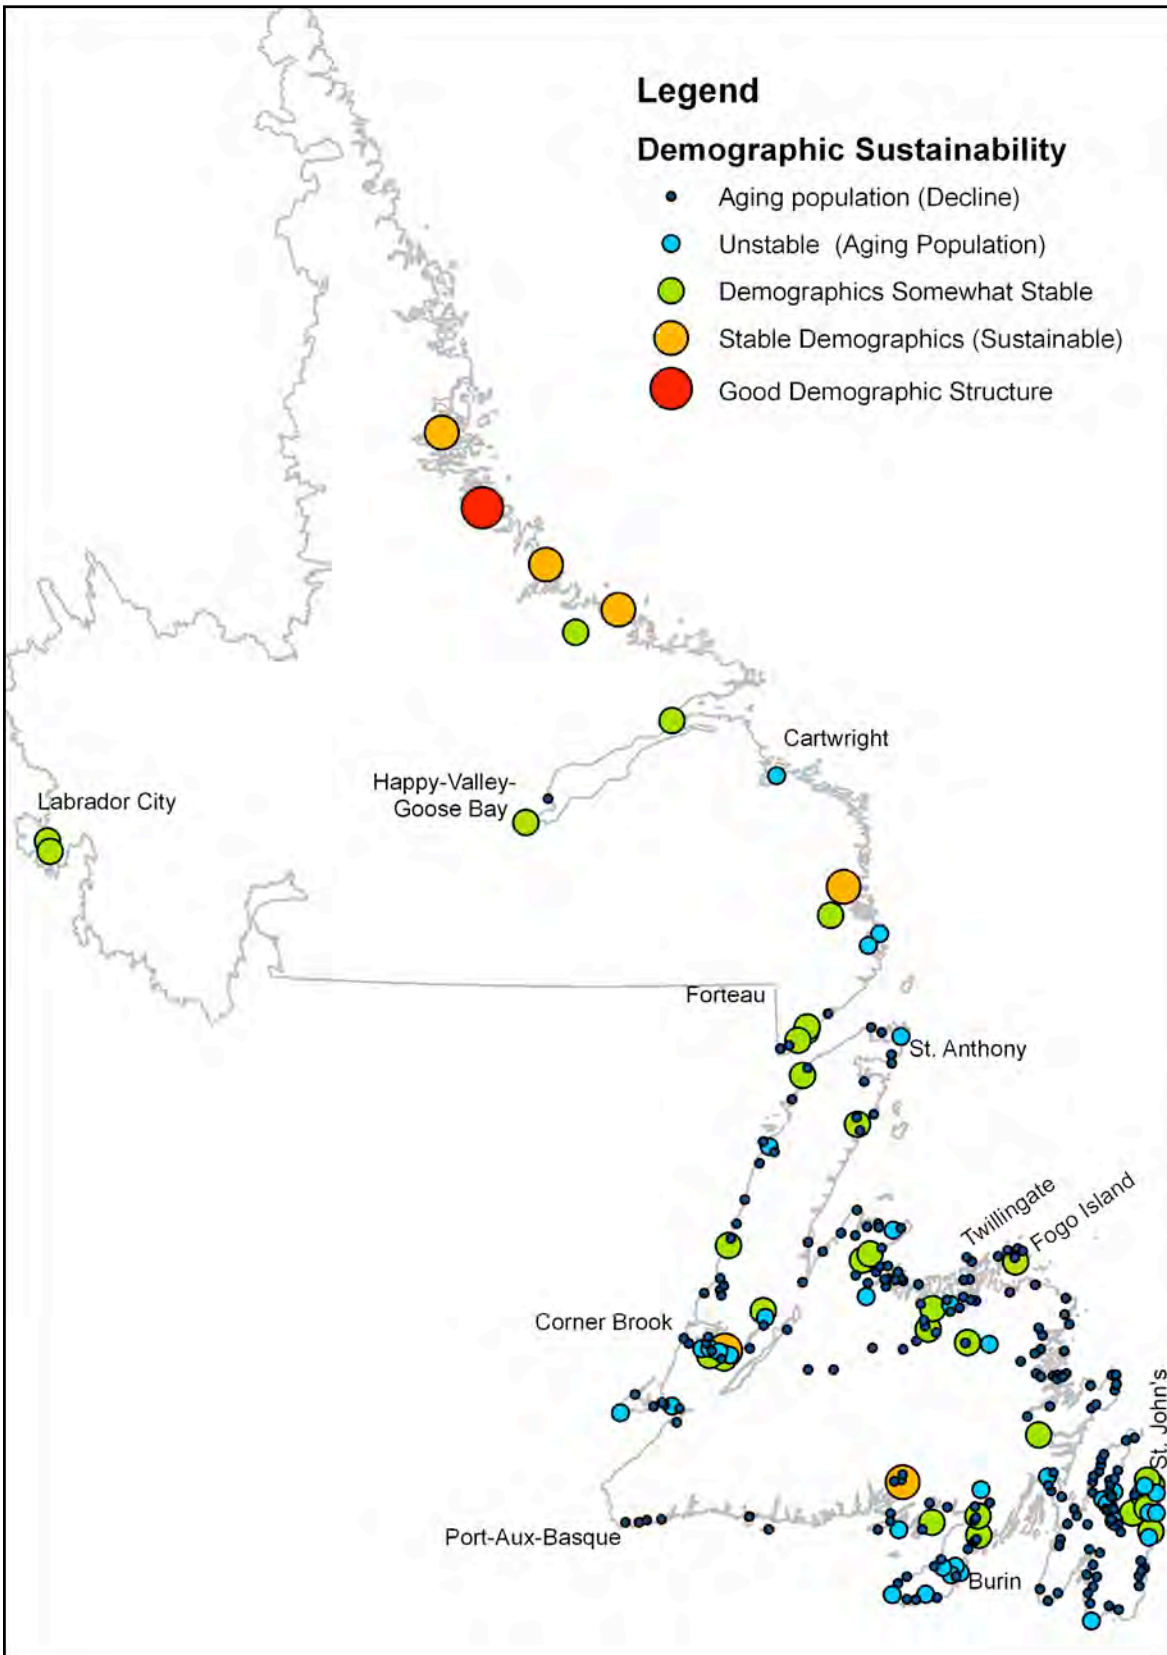 Legend
Demographic Sustainability
Aging population (Decline)
Unstable (Aging Population)
Demographics Somewhat Stable
Stable Demographics (Sustainable)
Good Demographic Structure
Cartwright
Happy-Valley-
Goose Bay
Labrador City
Forteau
St. Anthony
Twillingate
Fogo Island
Corner Brook
St. John's
Port-Aux-Basque
Burin